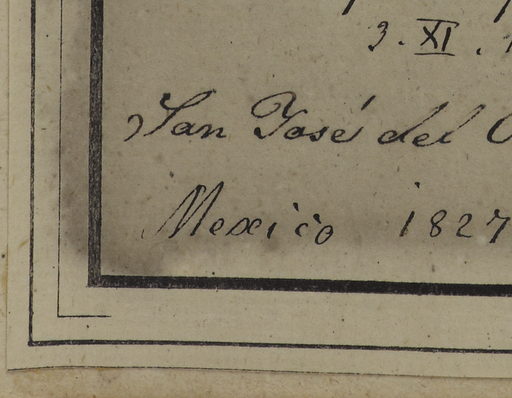 3. XI.
San José del
Mexico 1827